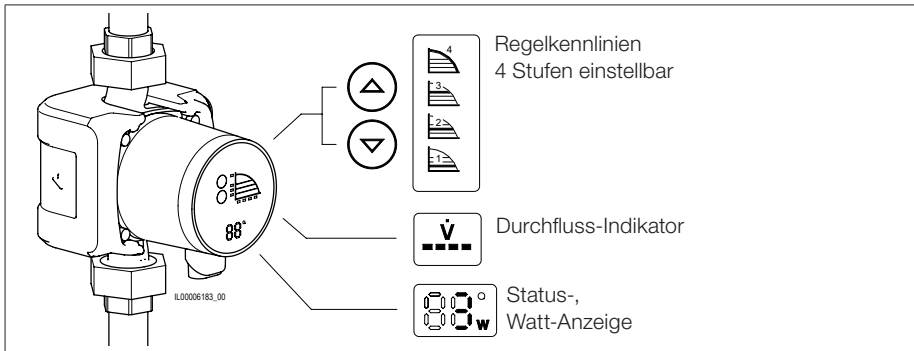 4
3
2
1
Regelkennlinien
4 Stufen einstellbar
V̇
Durchfluss-Indikator
88
IL00006183_00
88° W
Status-,
Watt-Anzeige